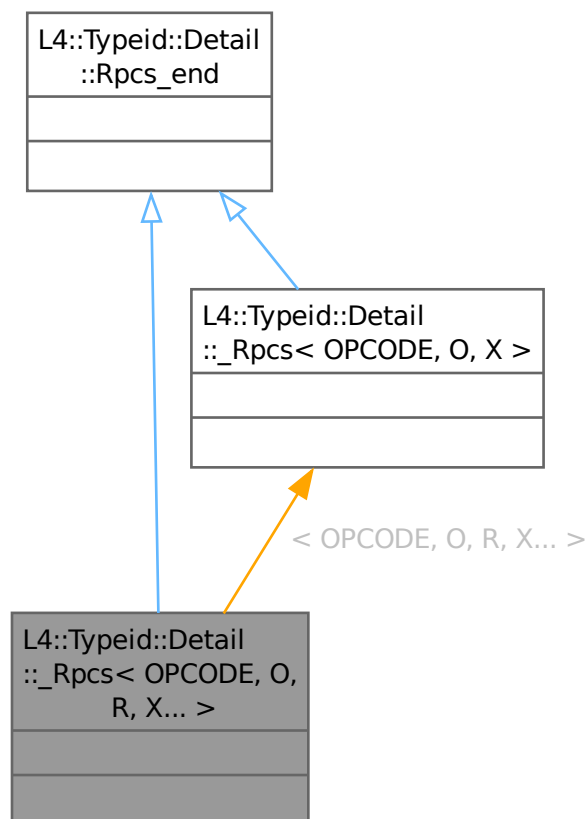 L4::Typeid::Detail
::Rpcs_end
L4::Typeid::Detail
::_Rpcs< OPCODE, O, X >
< OPCODE, O, R, X... >
L4::Typeid::Detail
::_Rpcs< OPCODE, O,
R, X... >